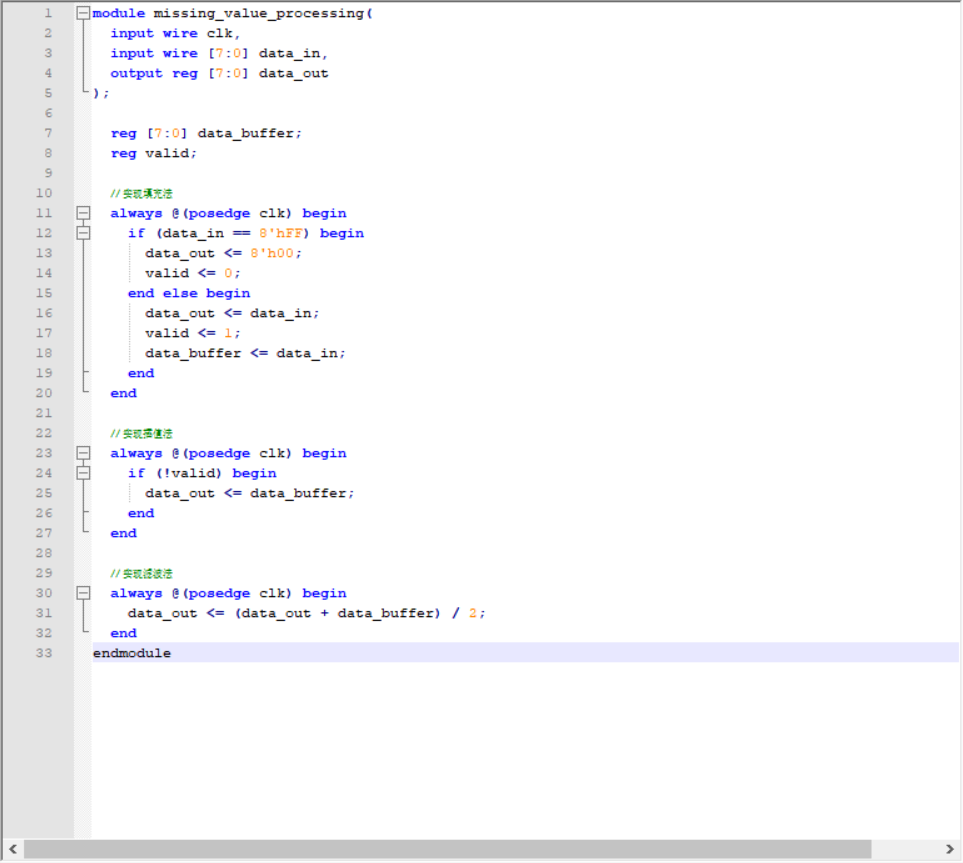 1 module missing_value_processing(
2 input wire clk,
3 input wire [7:0] data_in,
4 output reg [7:0] data_out
5 );
6
7 reg [7:0] data_buffer;
8 reg valid;
9
10 //实现填充法
11 always @(posedge clk) begin
12 if (data_in == 8'hFF) begin
13 data_out <= 8'h00;
14 valid <= 0;
15 end else begin
16 data_out <= data_in;
17 valid <= 1;
18 data_buffer <= data_in;
19 end
20 end
21
22 //实现插值法
23 always @(posedge clk) begin
24 if (!valid) begin
25 data_out <= data_buffer;
26 end
27 end
28
29 //实现滤波法
30 always @(posedge clk) begin
31 data_out <= (data_out + data_buffer) / 2;
32 end
33 endmodule